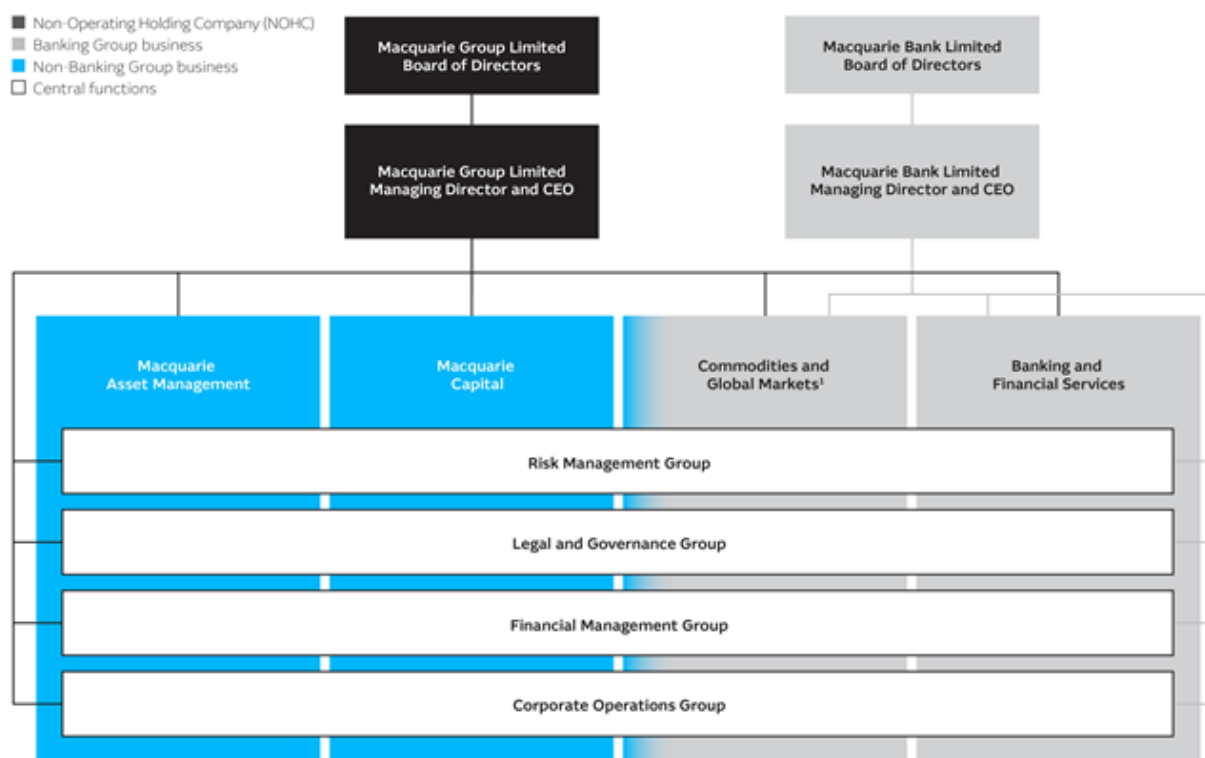 Non-Operating Holding Company (NOHC)
Banking Group business
Non-Banking Group business
Central functions
Macquarie Group Limited
Board of Directors
Macquarie Bank Limited
Board of Directors
Macquarie Group Limited
Managing Director and CEO
Macquarie Bank Limited
Managing Director and CEO
Macquarie
Asset Management
Macquarie
Capital
Commodities and
Global Markets¹
Banking and
Financial Services
Risk Management Group
Legal and Governance Group
Financial Management Group
Corporate Operations Group